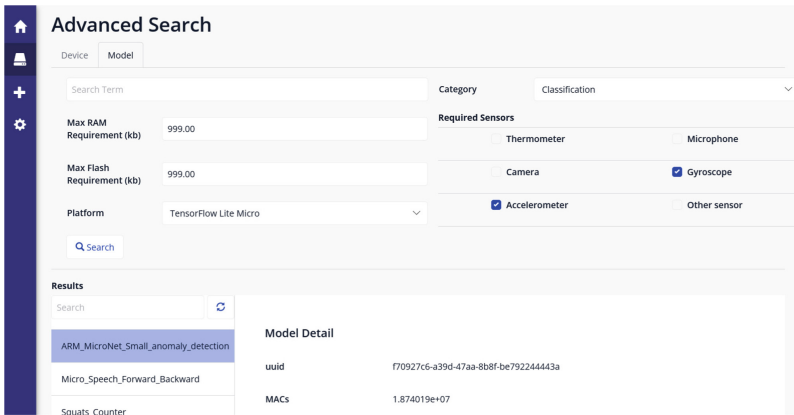 Advanced Search
Device Model
Search Term
Category Classification
Max RAM Requirement (kb) 999.00
Required Sensors
Thermometer Microphone
Max Flash Requirement (kb) 999.00
Camera Gyroscope
Platform TensorFlow Lite Micro
Accelerometer Other sensor
Search
Results
Search
Model Detail
ARM_MicroNet_Small_anomaly_detection
uuid f70927c6-a39d-47aa-8b8f-be792244443a
Micro_Speech_Forward_Backward
MACs 1.874019e+07
Squats_Counter